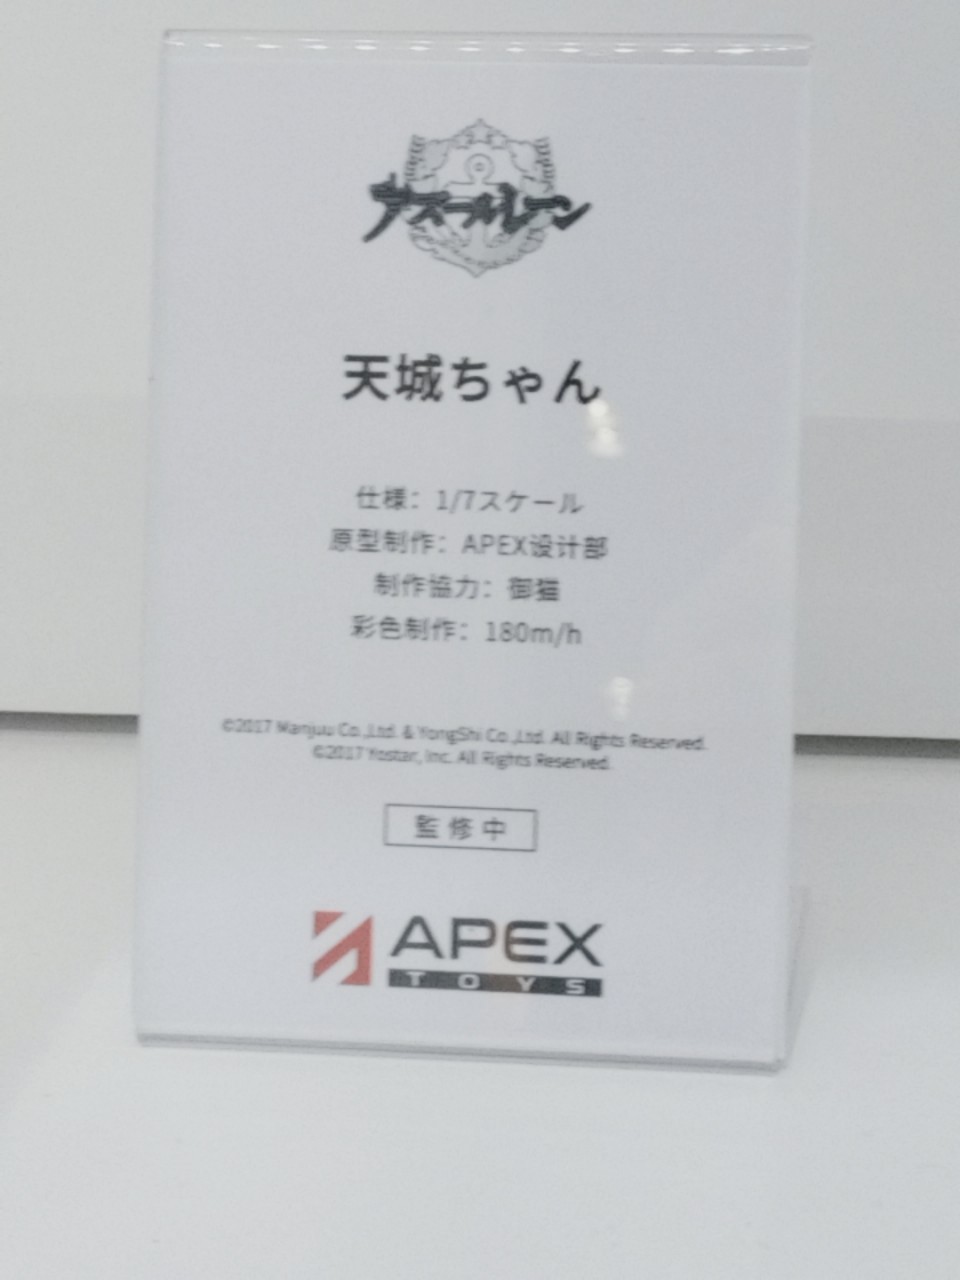 アズールレーン
天城ちゃん
仕様：1/7スケール
原型制作：APEX设计部
制作協力：御猫
彩色制作：180m/h
©2017 Manjuu Co.,Ltd. & YongShi Co.,Ltd. All Rights Reserved.
©2017 Yostar, Inc. All Rights Reserved.
監修中
APEX
TOYS